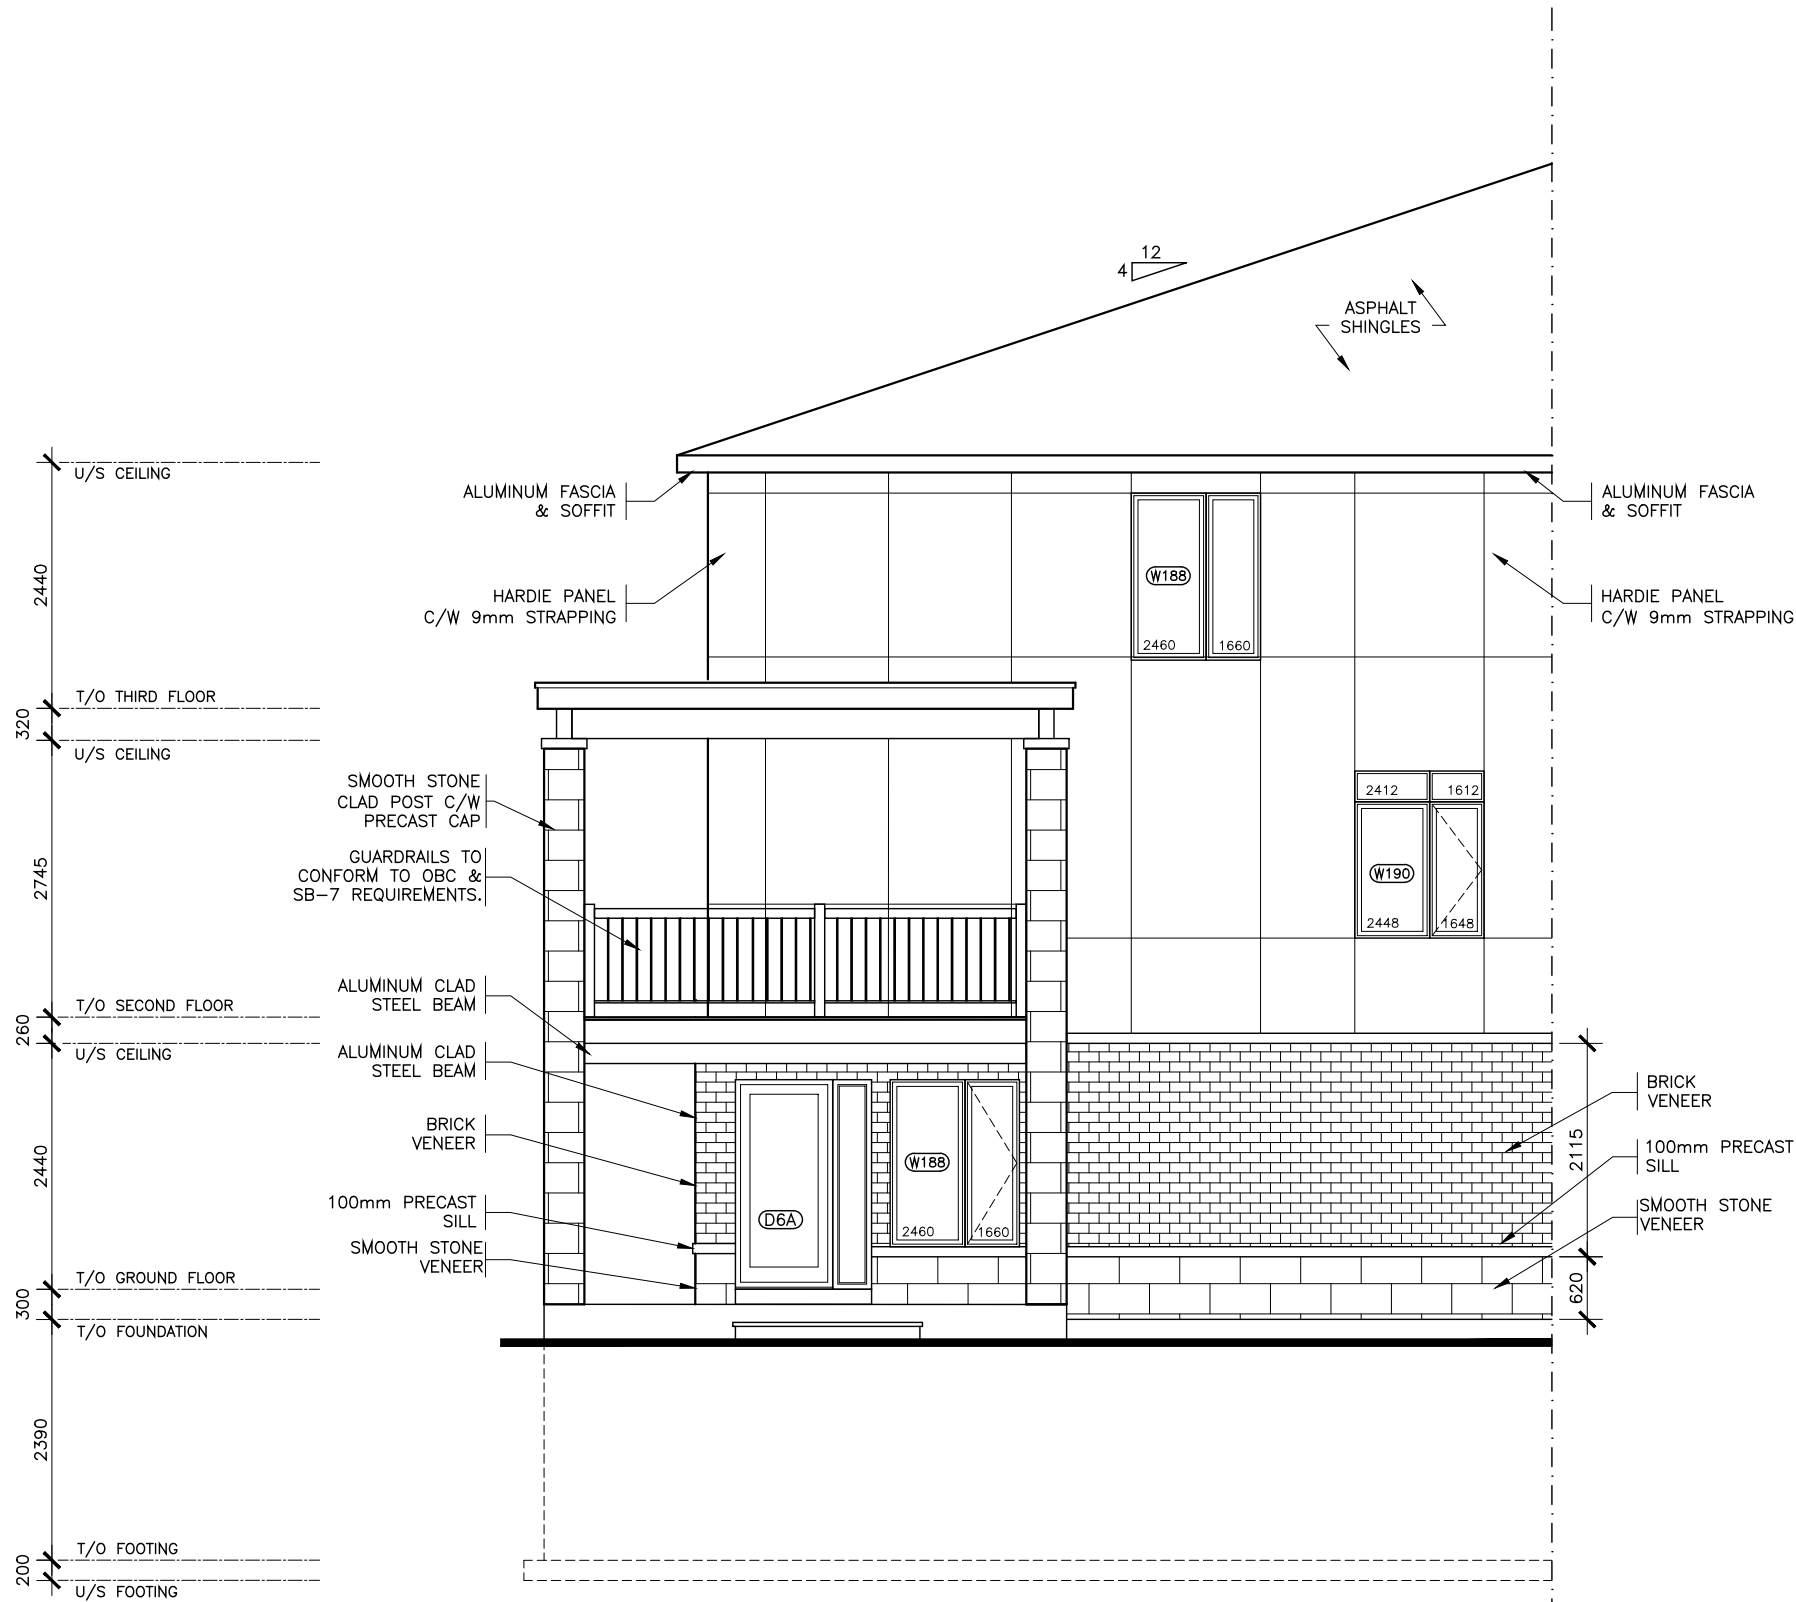 12
4
ASPHALT
SHINGLES
U/S CEILING
ALUMINUM FASCIA
& SOFFIT
ALUMINUM FASCIA
& SOFFIT
2440
W188
HARDIE PANEL
C/W 9mm STRAPPING
HARDIE PANEL
C/W 9mm STRAPPING
2460
1660
T/O THIRD FLOOR
320
U/S CEILING
SMOOTH STONE
CLAD POST C/W
PRECAST CAP
2412
1612
2745
GUARDRAILS TO
CONFORM TO OBC &
SB-7 REQUIREMENTS.
W190
2448
1648
ALUMINUM CLAD
STEEL BEAM
T/O SECOND FLOOR
260
U/S CEILING
ALUMINUM CLAD
STEEL BEAM
BRICK
VENEER
BRICK
VENEER
2440
2115
W188
100mm PRECAST
SILL
100mm PRECAST
SILL
D6A
2460
1660
SMOOTH STONE
VENEER
SMOOTH STONE
VENEER
T/O GROUND FLOOR
300
620
T/O FOUNDATION
2390
T/O FOOTING
200
U/S FOOTING